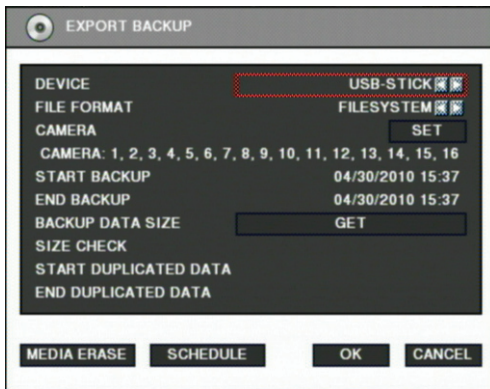 EXPORT BACKUP
DEVICE USB-STICK
FILE FORMAT FILESYSTEM
CAMERA SET
CAMERA: 1, 2, 3, 4, 5, 6, 7, 8, 9, 10, 11, 12, 13, 14, 15, 16
START BACKUP 04/30/2010 15:37
END BACKUP 04/30/2010 15:37
BACKUP DATA SIZE GET
SIZE CHECK
START DUPLICATED DATA
END DUPLICATED DATA
MEDIA ERASE SCHEDULE OK CANCEL